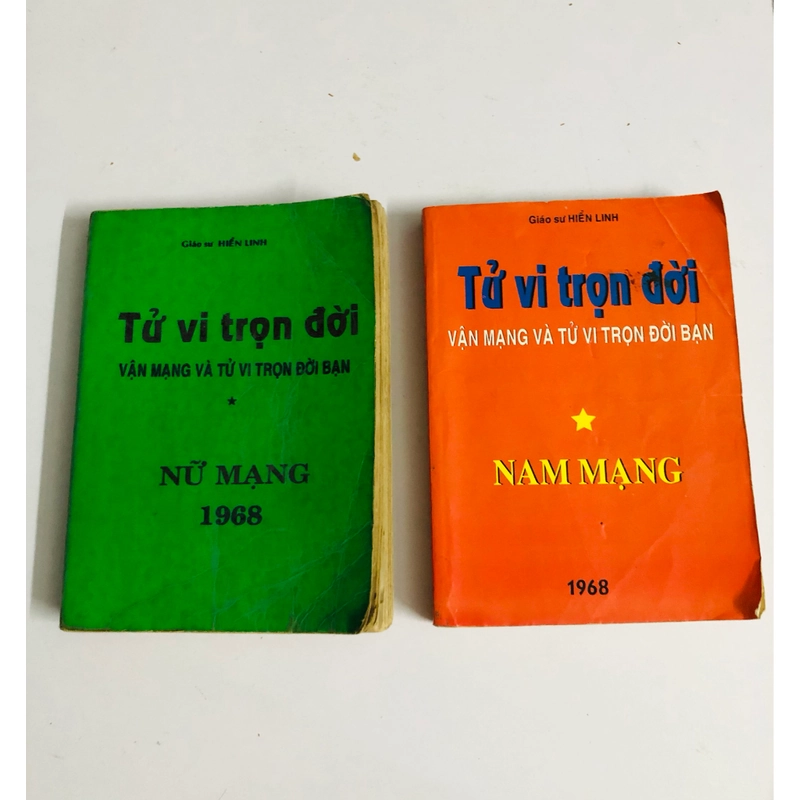 Giáo sư HIỀN LINH
Tử vi trọn đời
VẬN MẠNG VÀ TỬ VI TRỌN ĐỜI BẠN
NỮ MẠNG
1968
Giáo sư HIỀN LINH
Tử vi trọn đời
VẬN MẠNG VÀ TỬ VI TRỌN ĐỜI BẠN
NAM MẠNG
1968